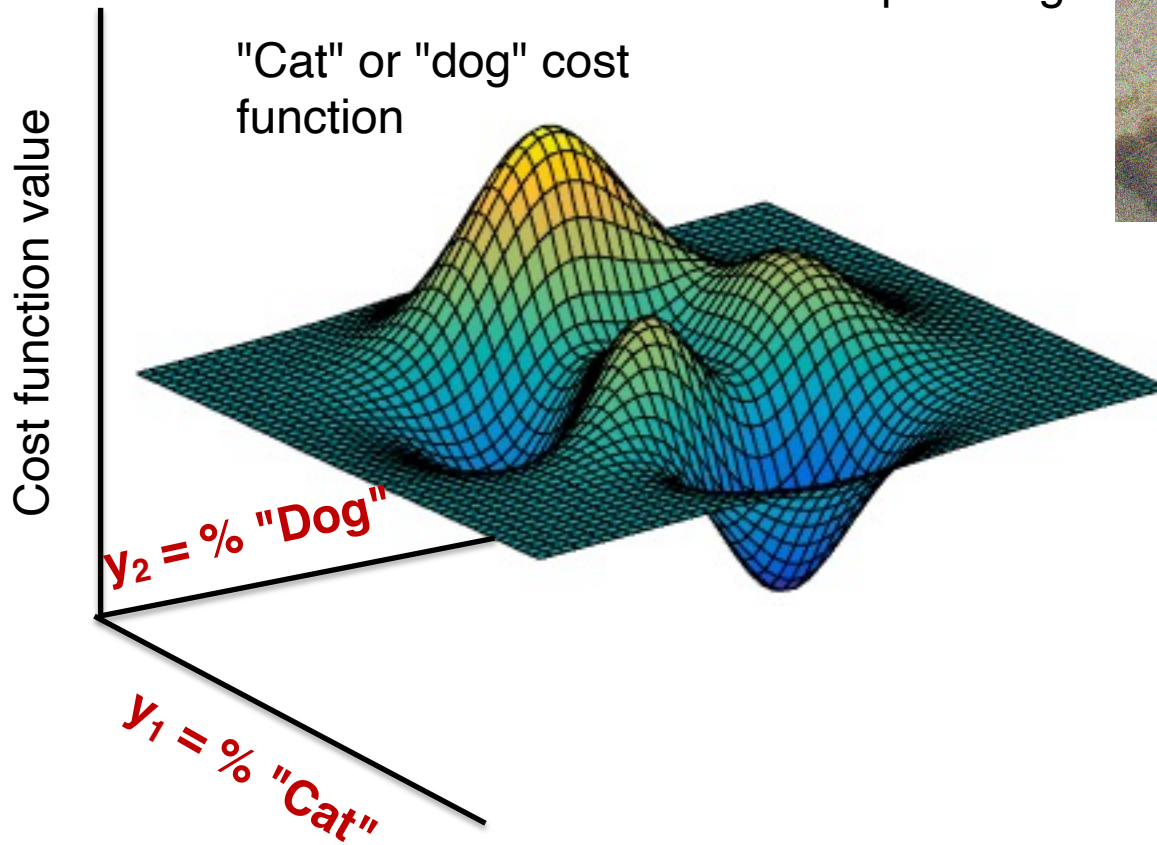 "Cat" or "dog" cost
function
Cost function value
y₂ = % "Dog"
y₁ = % "Cat"